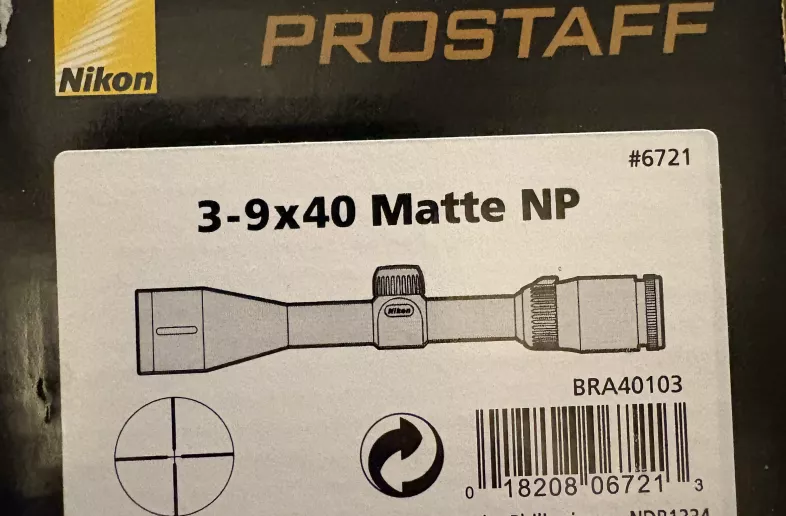 PROSTAFF
Nikon
#6721
3-9x40 Matte NP
Nikon
BRA40103
0 18208 06721 3